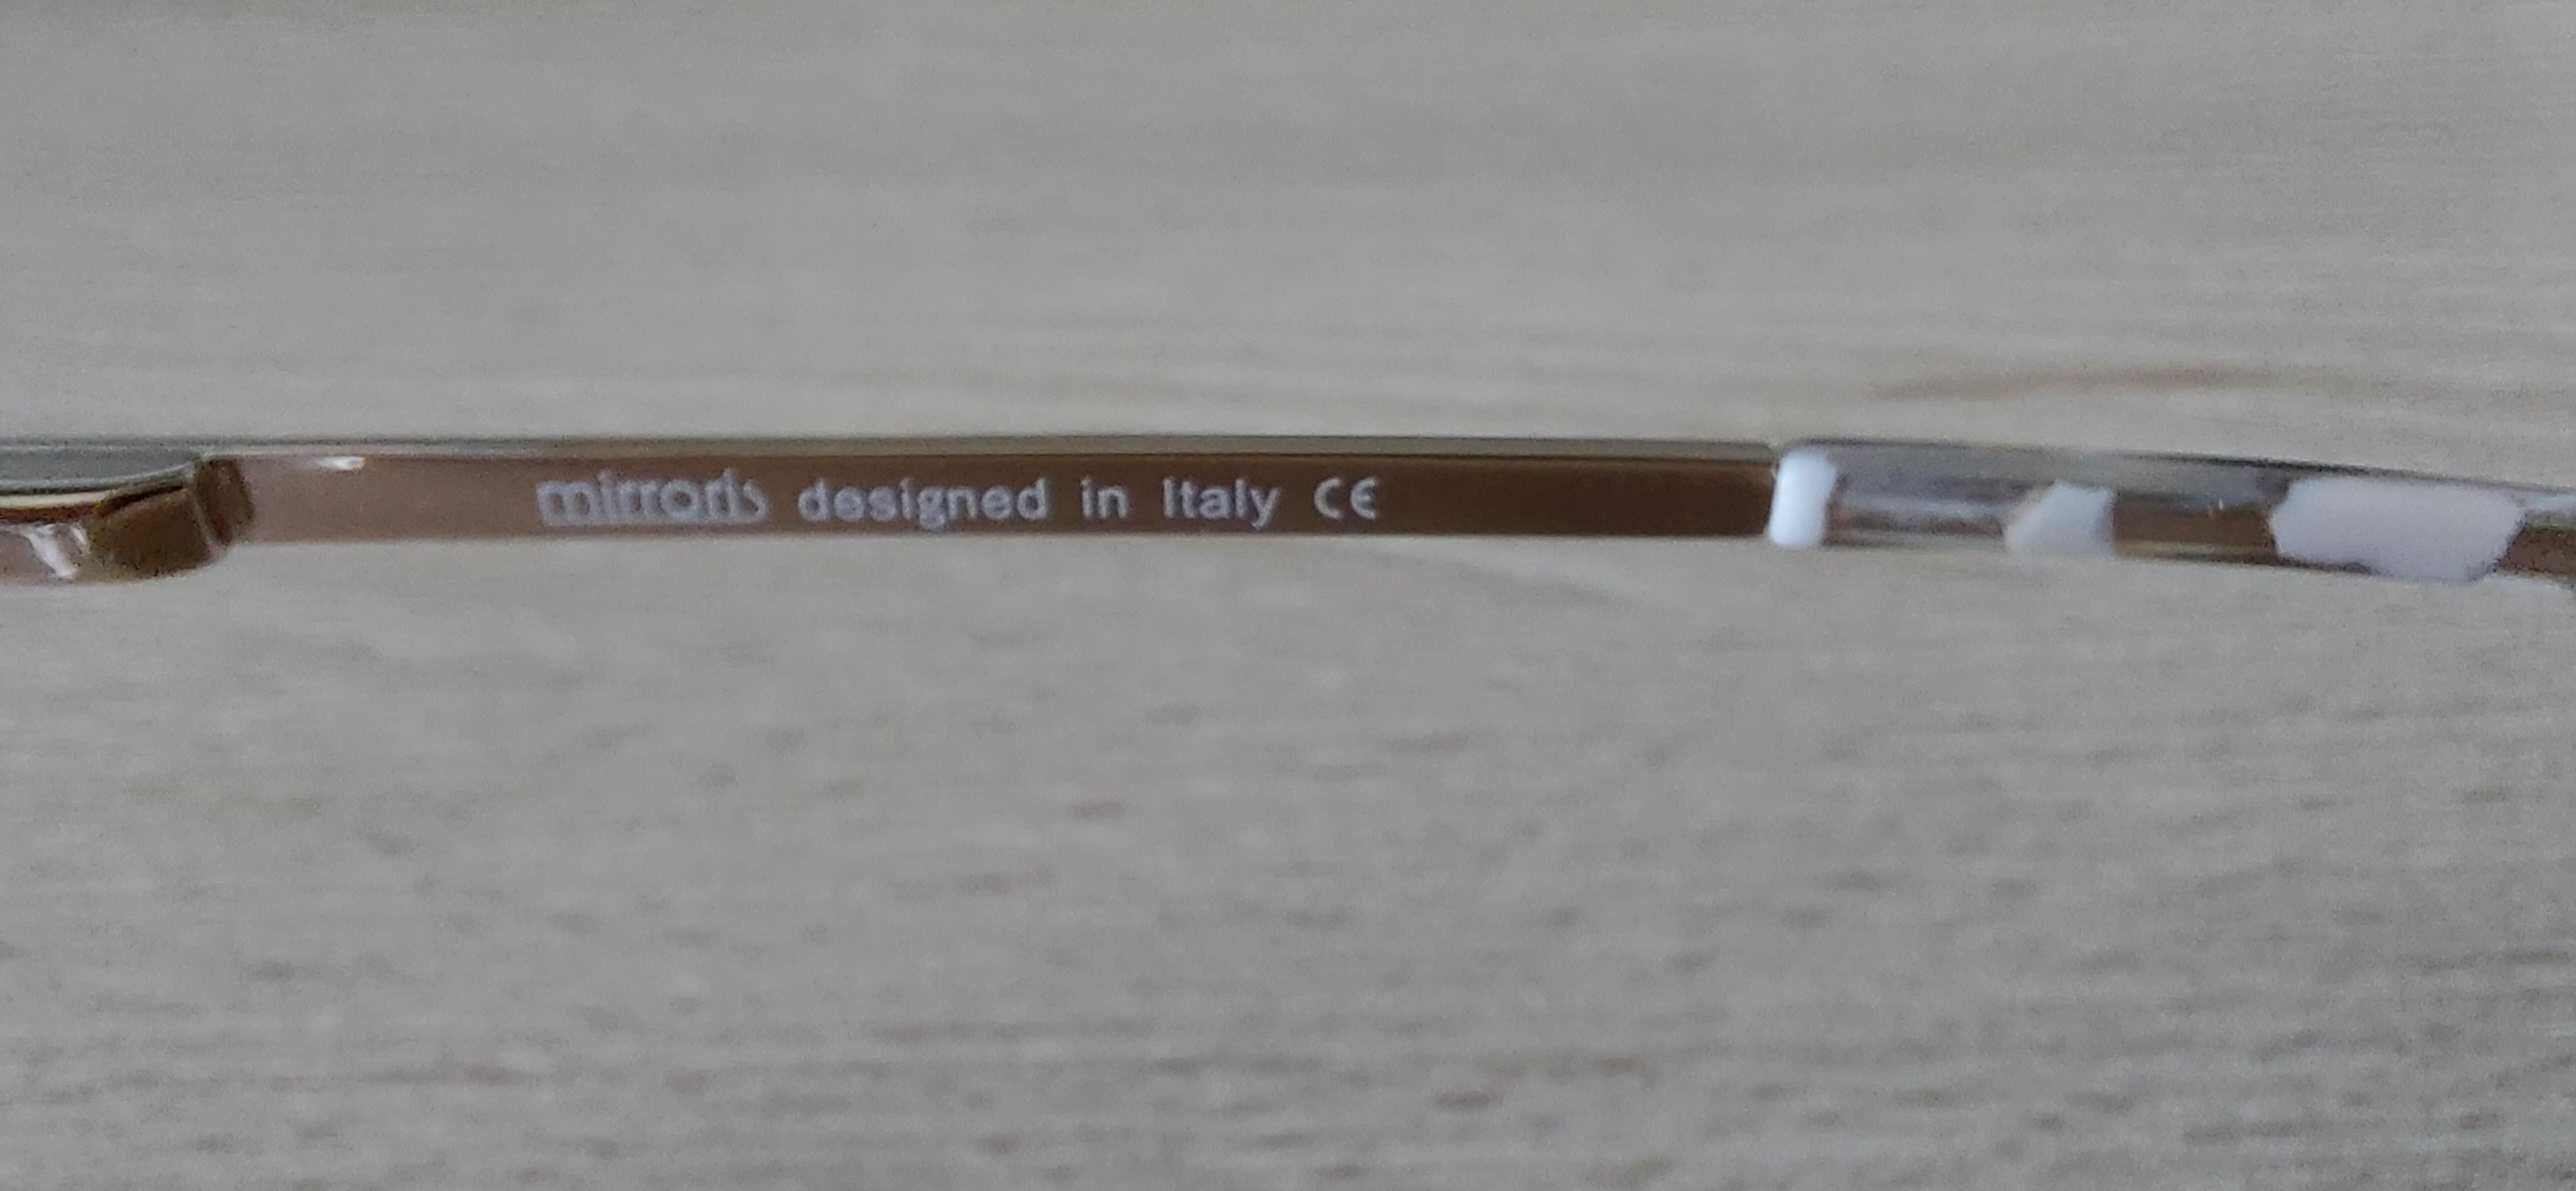 mirroris designed in Italy CE